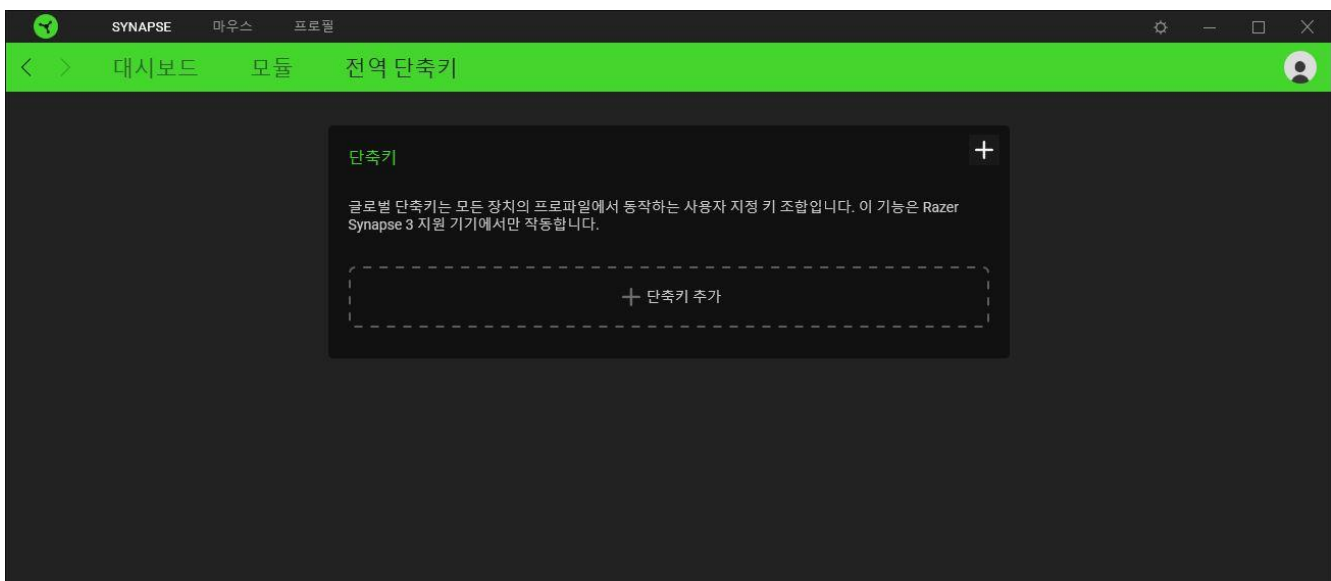 SYNAPSE 마우스 프로필
대시보드 모듈 전역 단축키
단축키
글로벌 단축키는 모든 장치의 프로파일에서 동작하는 사용자 지정 키 조합입니다. 이 기능은 Razer
Synapse 3 지원 기기에서만 작동합니다.
단축키 추가